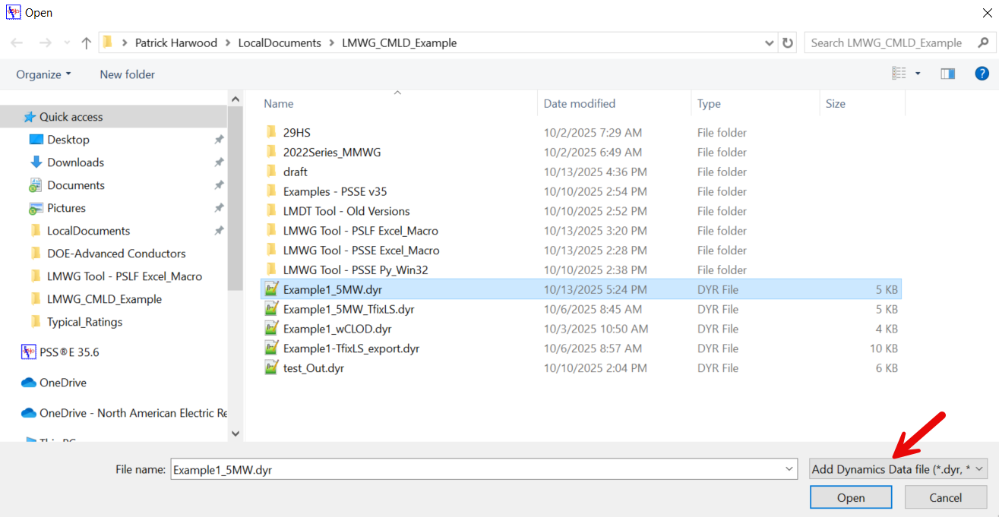 Open
Patrick Harwood > LocalDocuments > LMWG_CMLD_Example
Search LMWG_CMLD_Example
Organize
New folder
?
Name
Date modified
Type
Size
Quick access
Desktop
Downloads
Documents
Pictures
LocalDocuments
DOE-Advanced Conductors
LMWG Tool - PSLF Excel_Macro
LMWG_CMLD_Example
Typical_Ratings
PSS®E 35.6
OneDrive
OneDrive - North American Electric Re
29HS 10/2/2025 7:29 AM File folder
2022Series_MMWG 10/2/2025 6:49 AM File folder
draft 10/13/2025 4:36 PM File folder
Examples - PSSE v35 10/10/2025 2:54 PM File folder
LMDT Tool - Old Versions 10/10/2025 2:52 PM File folder
LMWG Tool - PSLF Excel_Macro 10/13/2025 3:20 PM File folder
LMWG Tool - PSSE Excel_Macro 10/13/2025 2:28 PM File folder
LMWG Tool - PSSE Py_Win32 10/10/2025 2:38 PM File folder
Example1_5MW.dyr 10/13/2025 5:24 PM DYR File 5 KB
Example1_5MW_TfixLS.dyr 10/6/2025 8:45 AM DYR File 5 KB
Example1_wCLOD.dyr 10/3/2025 10:50 AM DYR File 4 KB
Example1-TfixLS_export.dyr 10/6/2025 8:57 AM DYR File 10 KB
test_Out.dyr 10/10/2025 2:04 PM DYR File 6 KB
File name: Example1_5MW.dyr
Add Dynamics Data file (*.dyr, *
Open
Cancel